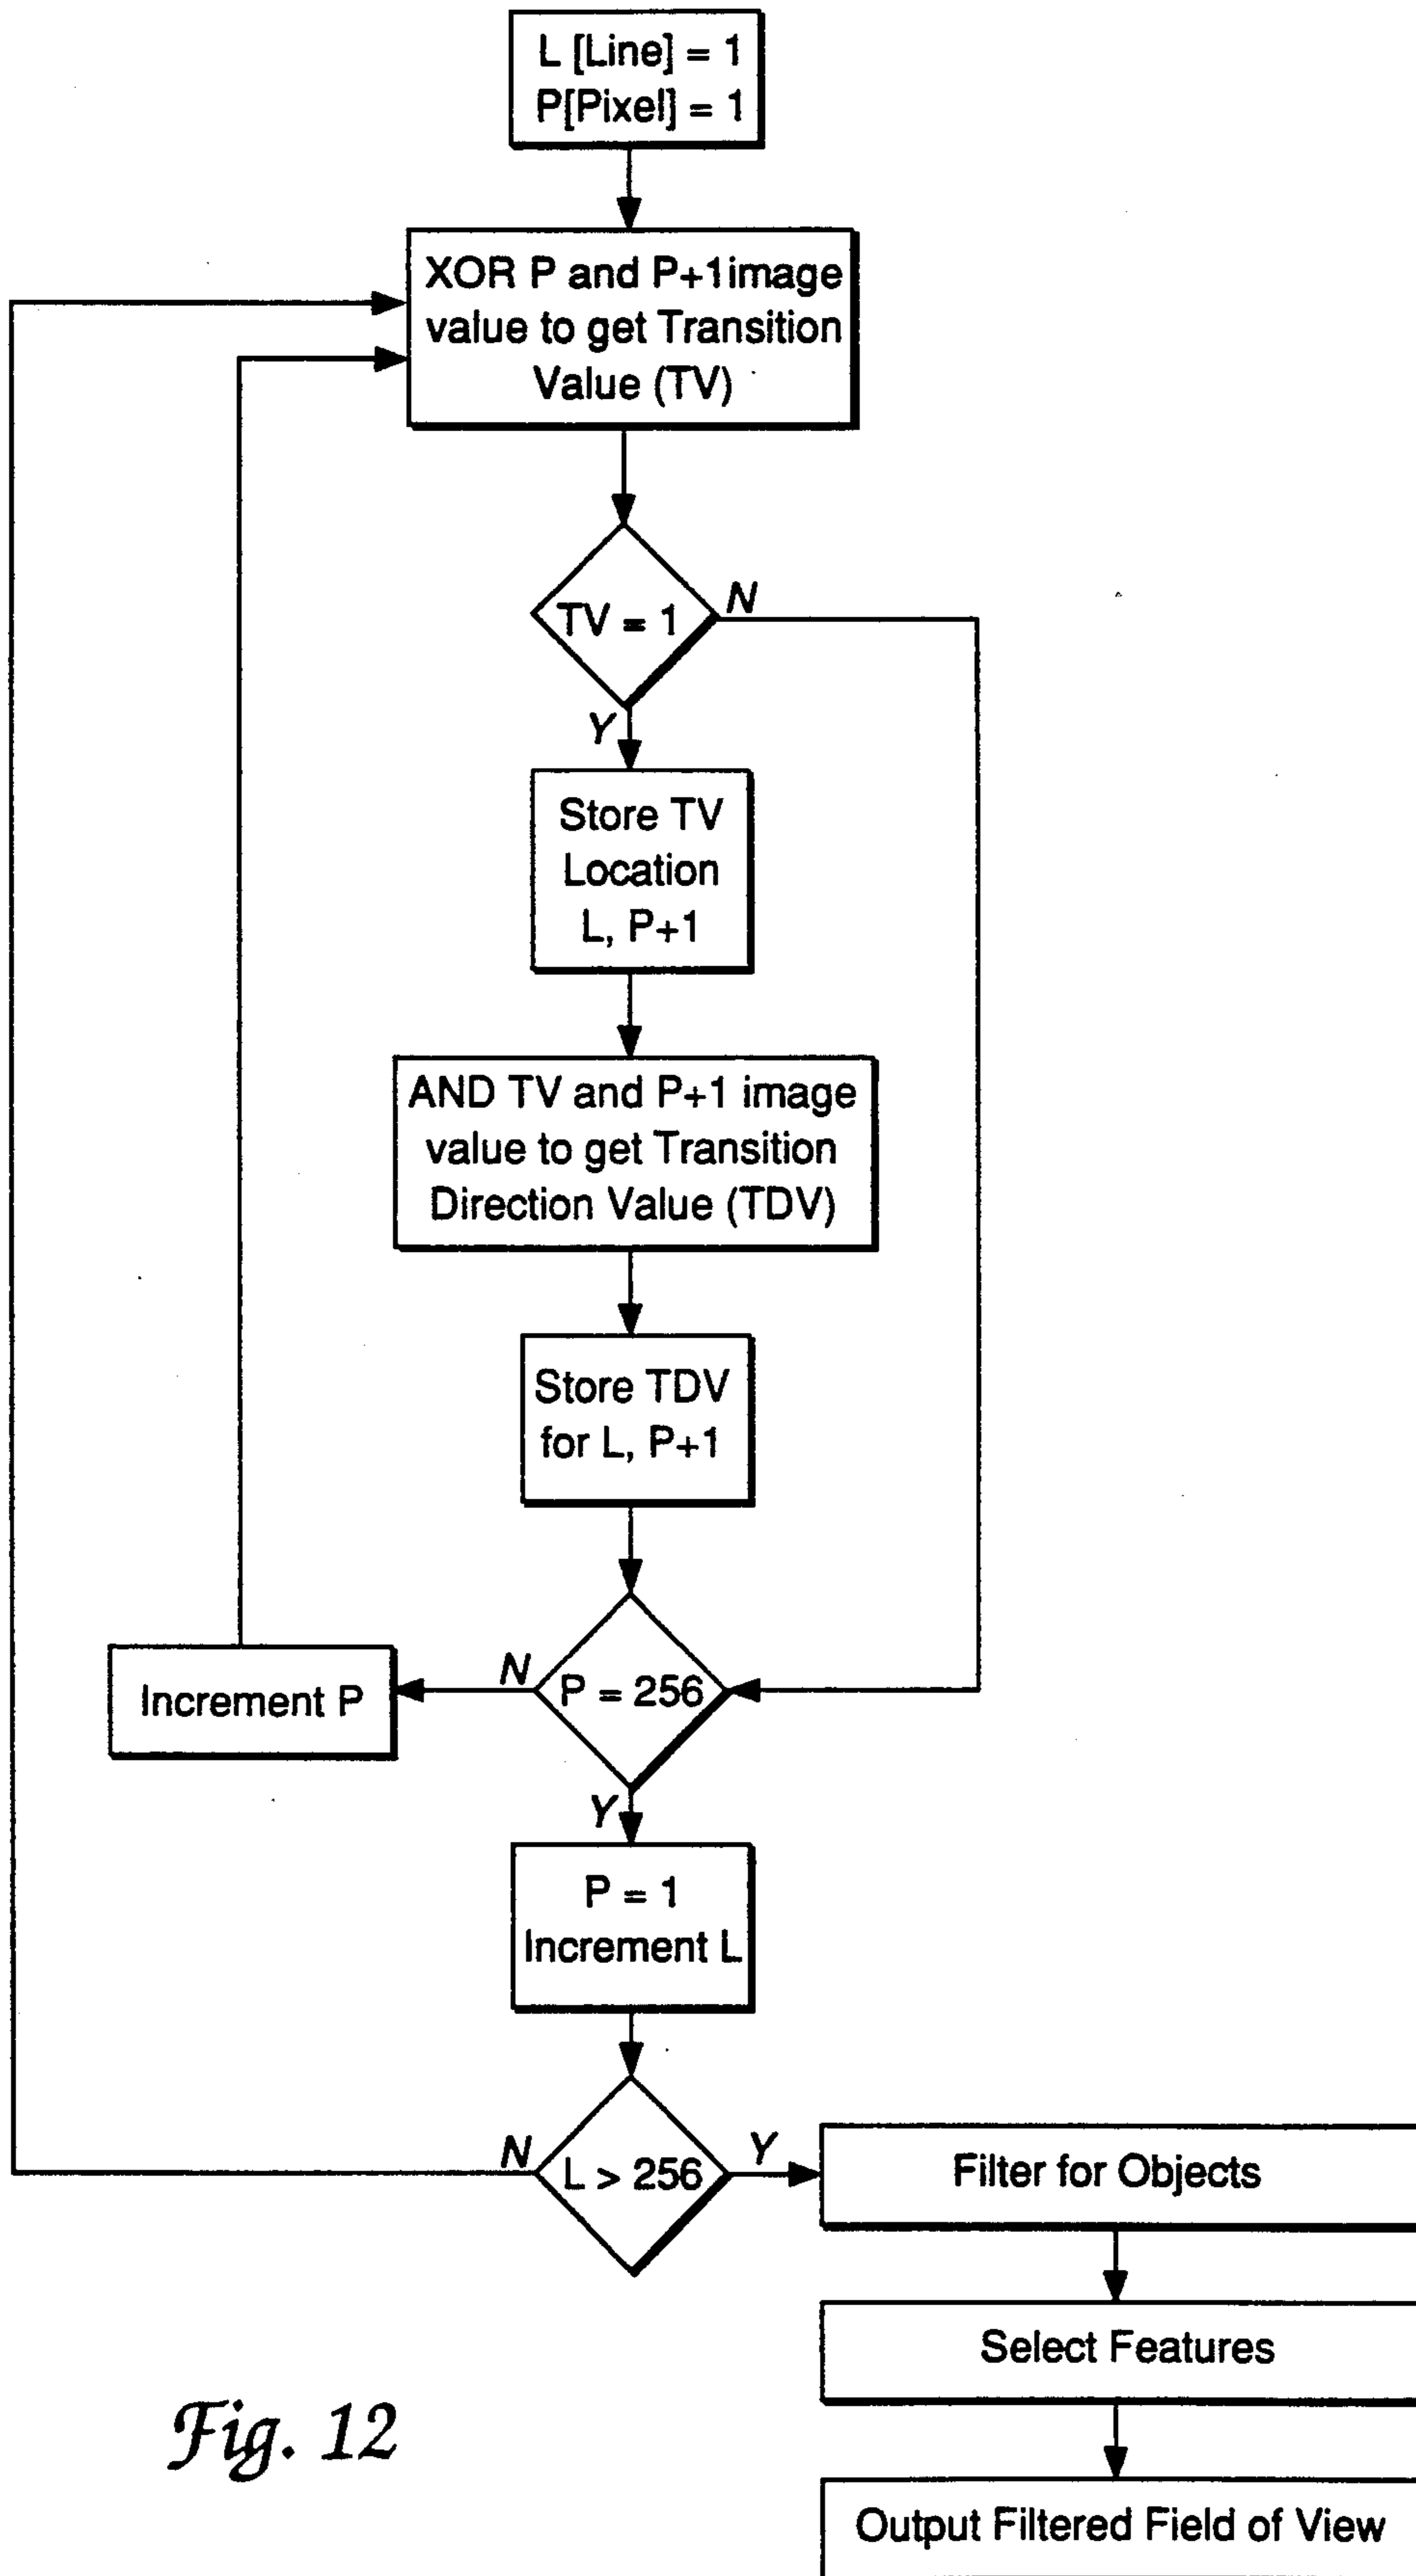 L [Line] = 1
P[Pixel] = 1
XOR P and P+1image
value to get Transition
Value (TV)
TV = 1
N
Y
Store TV
Location
L, P+1
AND TV and P+1 image
value to get Transition
Direction Value (TDV)
Store TDV
for L, P+1
Increment P
N
P = 256
Y
P = 1
Increment L
N
L > 256
Y
Filter for Objects
Select Features
Fig. 12
Output Filtered Field of View